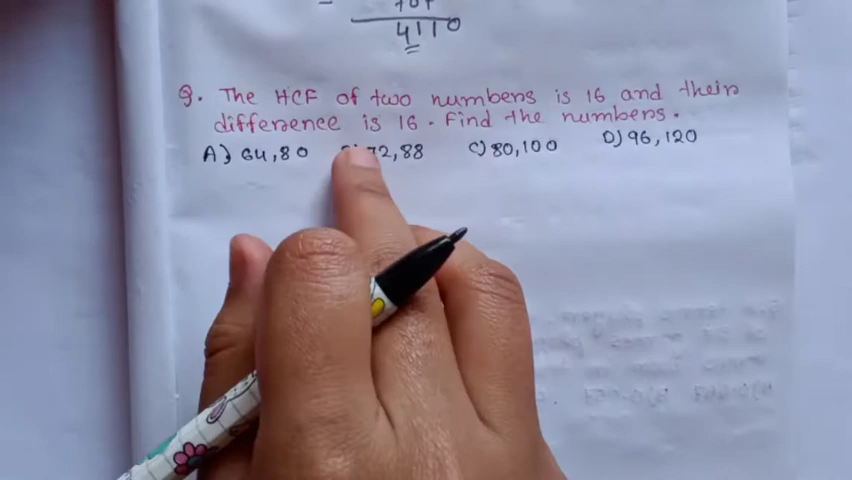 4110
Q. The HCF of two numbers is 16 and their
difference is 16. Find the numbers.
A) 64,80 72,88 C) 80,100 D) 96,120